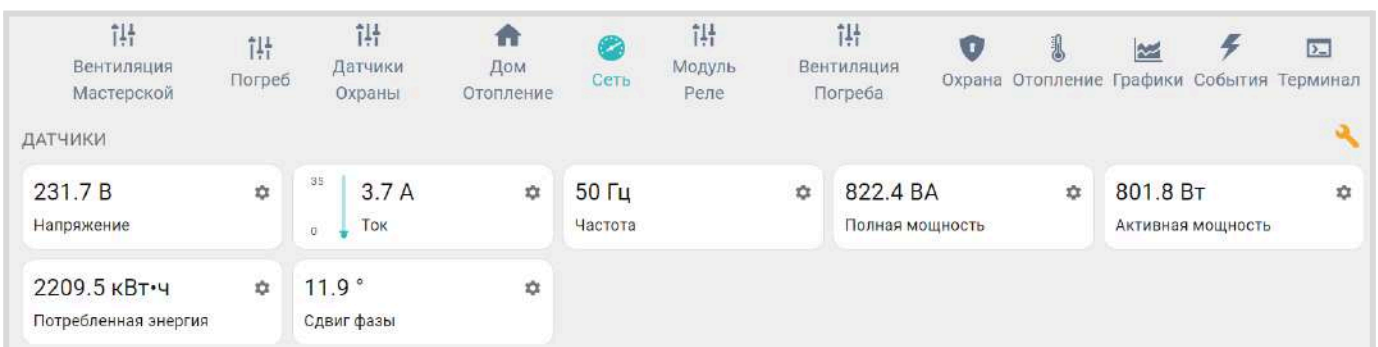 Вентиляция
Мастерской
Погреб
Датчики
Охраны
Дом
Отопление
Сеть
Модуль
Реле
Вентиляция
Погреба
Охрана
Отопление
Графики
События
Терминал
ДАТЧИКИ
231.7 В
Напряжение
35
0
3.7 А
Ток
50 Гц
Частота
822.4 ВА
Полная мощность
801.8 Вт
Активная мощность
2209.5 кВт•ч
Потребленная энергия
11.9 °
Сдвиг фазы